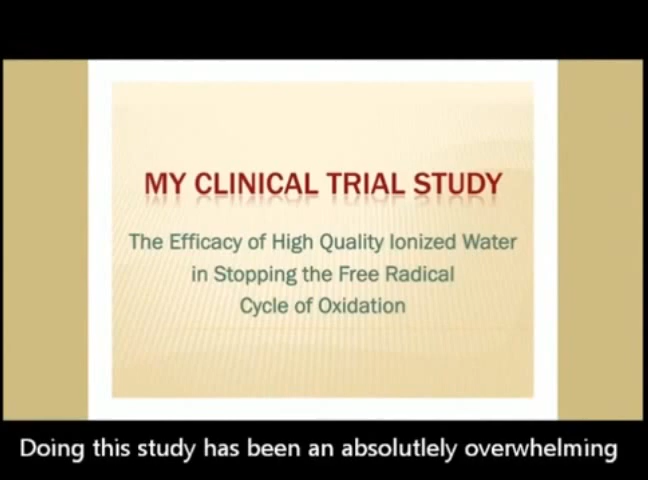 MY CLINICAL TRIAL STUDY
The Efficacy of High Quality Ionized Water
in Stopping the Free Radical
Cycle of Oxidation
Doing this study has been an absolutlely overwhelming